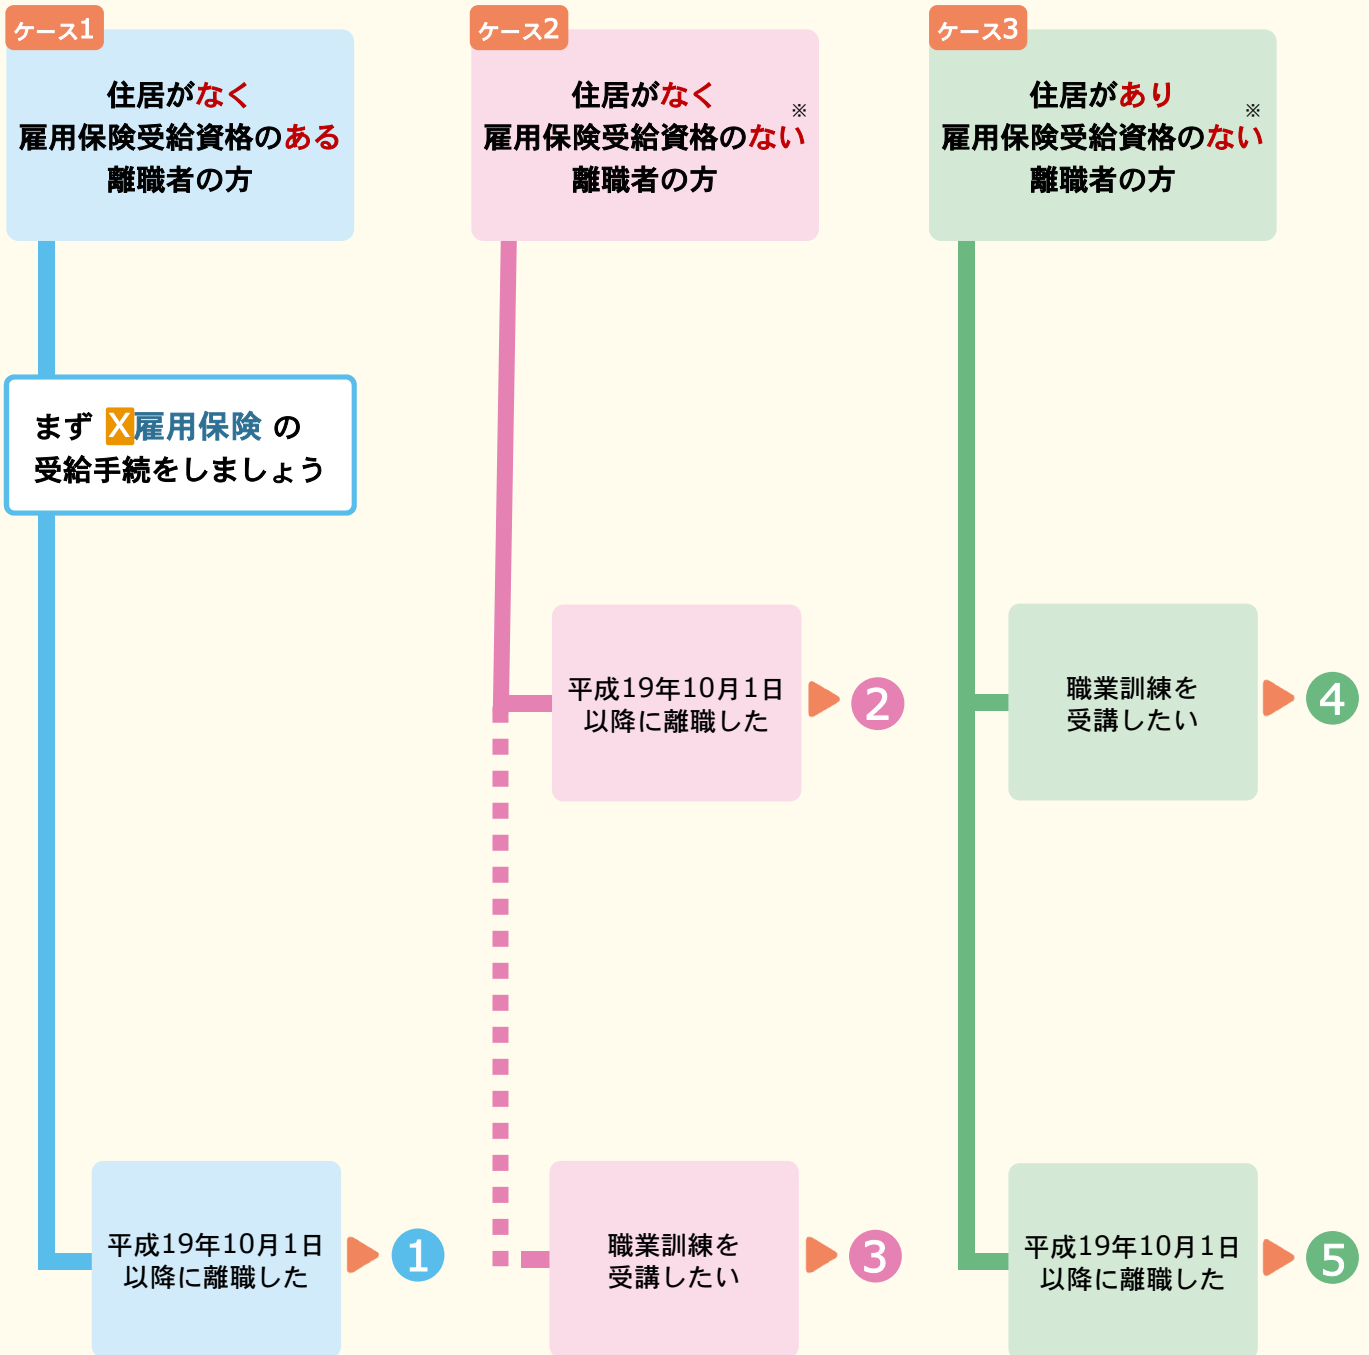 ケース1
住居がなく
雇用保険受給資格のある
離職者の方
まず X雇用保険 の
受給手続をしましょう
平成19年10月1日
以降に離職した
1
ケース2
住居がなく
雇用保険受給資格のない※
離職者の方
平成19年10月1日
以降に離職した
2
職業訓練を
受講したい
3
ケース3
住居があり
雇用保険受給資格のない※
離職者の方
職業訓練を
受講したい
4
平成19年10月1日
以降に離職した
5